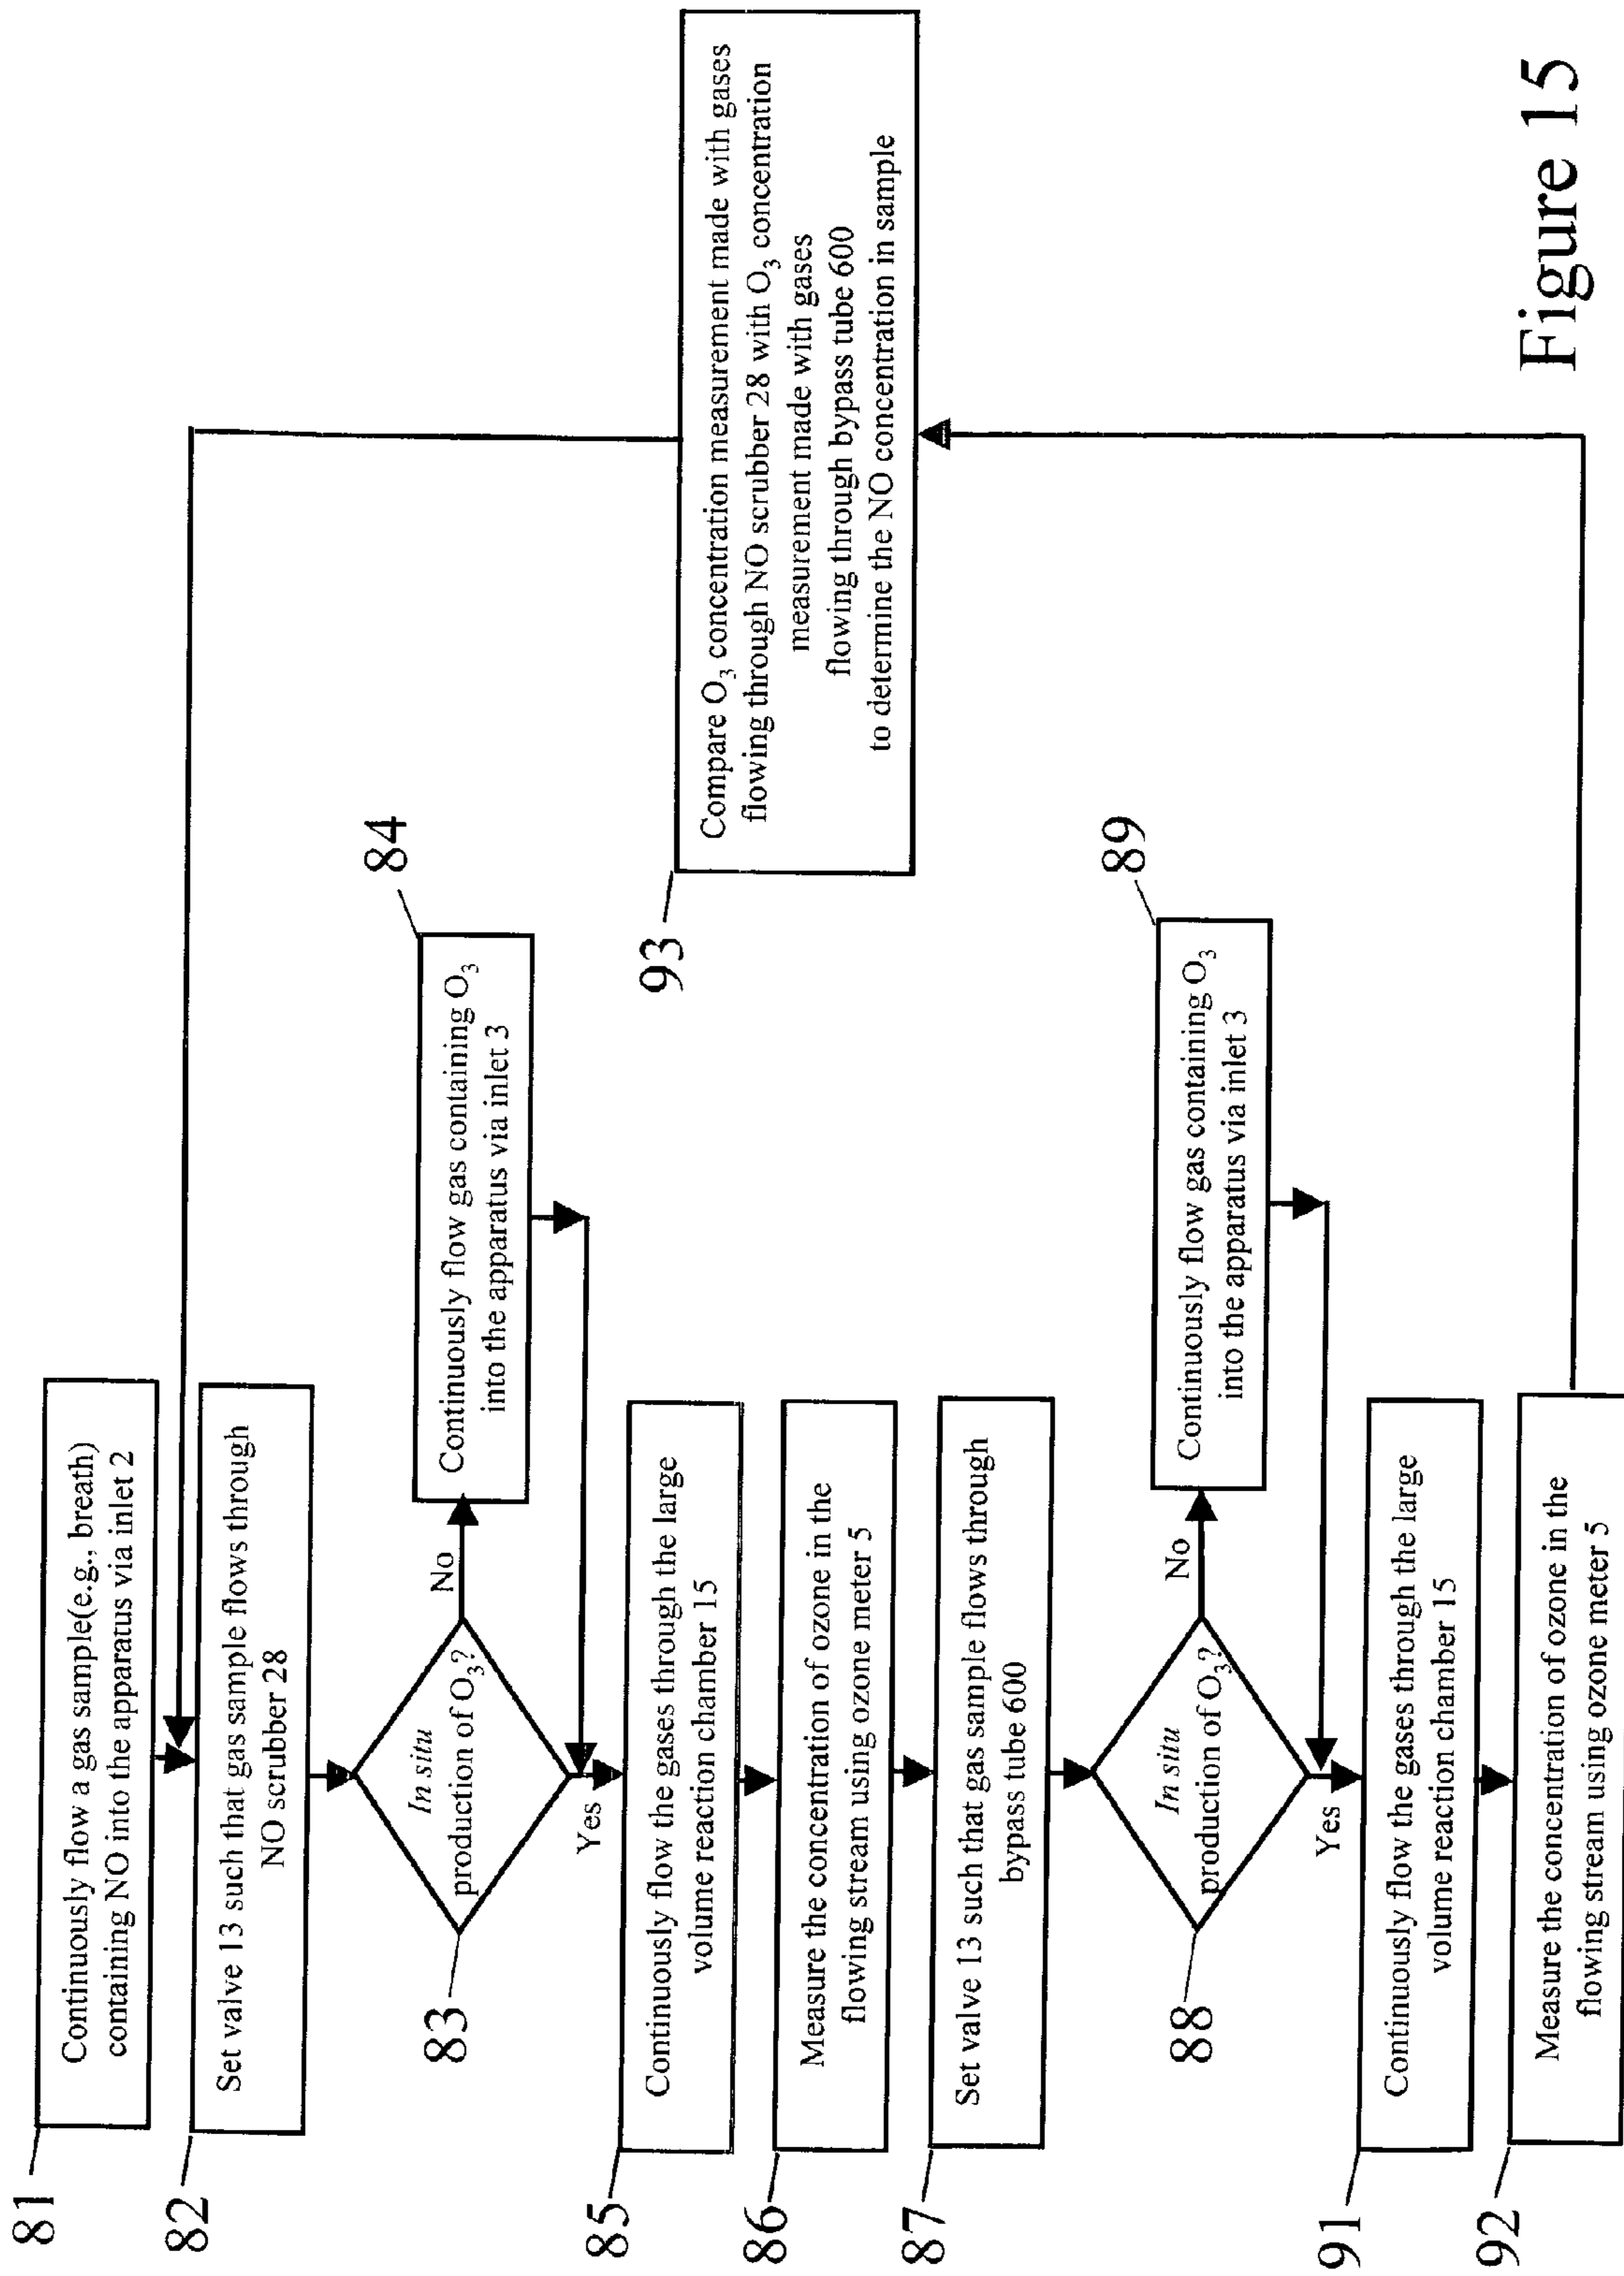 81
Continuously flow a gas sample(e.g., breath)
containing NO into the apparatus via inlet 2
82
Set valve 13 such that gas sample flows through
NO scrubber 28
83
In situ
production of O₃?
No
Yes
84
Continuously flow gas containing O₃
into the apparatus via inlet 3
85
Continuously flow the gases through the large
volume reaction chamber 15
86
Measure the concentration of ozone in the
flowing stream using ozone meter 5
87
Set valve 13 such that gas sample flows through
bypass tube 600
88
In situ
production of O₃?
No
Yes
89
Continuously flow gas containing O₃
into the apparatus via inlet 3
91
Continuously flow the gases through the large
volume reaction chamber 15
92
Measure the concentration of ozone in the
flowing stream using ozone meter 5
93
Compare O₃ concentration measurement made with gases
flowing through NO scrubber 28 with O₃ concentration
measurement made with gases
flowing through bypass tube 600
to determine the NO concentration in sample
Figure 15